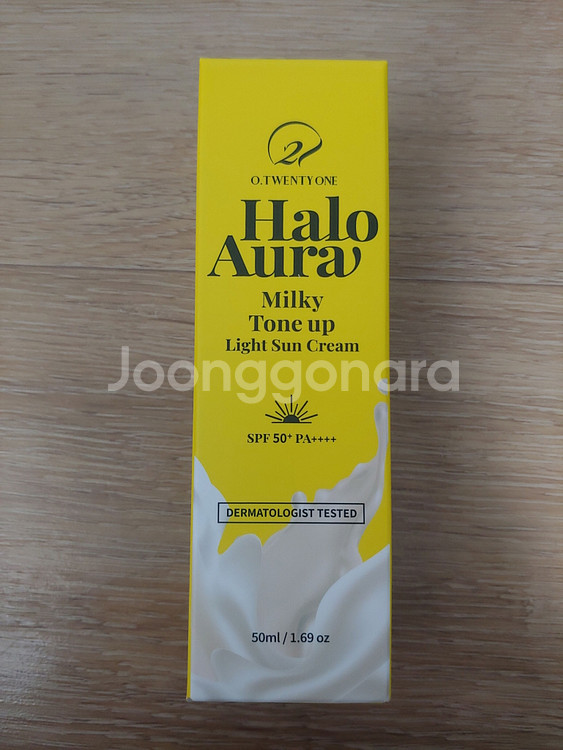 2
O.TWENTY ONE
Halo
Aura
Milky
Tone up
Light Sun Cream
Joonggonara
SPF 50+ PA++++
DERMATOLOGIST TESTED
50ml / 1.69 oz